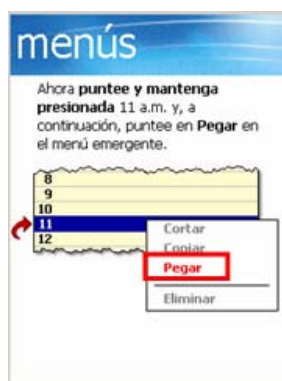 menús
Ahora puntee y mantenga
presionada 11 a.m. y, a
continuación, puntee en Pegar en
el menú emergente.
8
9
10
11
12
Cortar
Copiar
Pegar
Eliminar